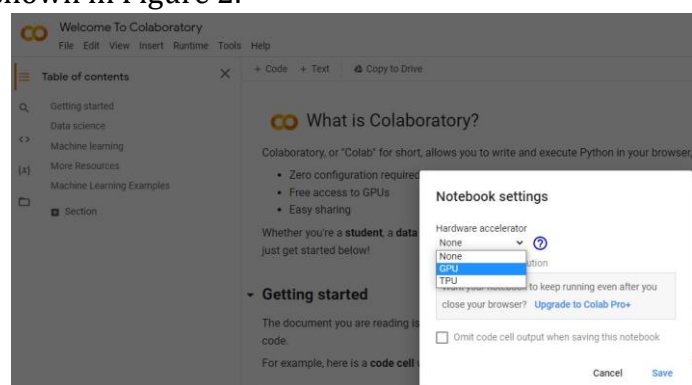 shown in Figure 2.
Welcome To Colaboratory
File Edit View Insert Runtime Tools Help
Table of contents
+ Code + Text Copy to Drive
Getting started
Data science
Machine learning
More Resources
Machine Learning Examples
Section
What is Colaboratory?
Colaboratory, or "Colab" for short, allows you to write and execute Python in your browser,
• Zero configuration required
• Free access to GPUs
• Easy sharing
Whether you're a student, a data
just get started below!
Getting started
The document you are reading is
code.
For example, here is a code cell
Notebook settings
Hardware accelerator
None
None
GPU
TPU
to keep running even after you
close your browser? Upgrade to Colab Pro+
Omit code cell output when saving this notebook
Cancel Save